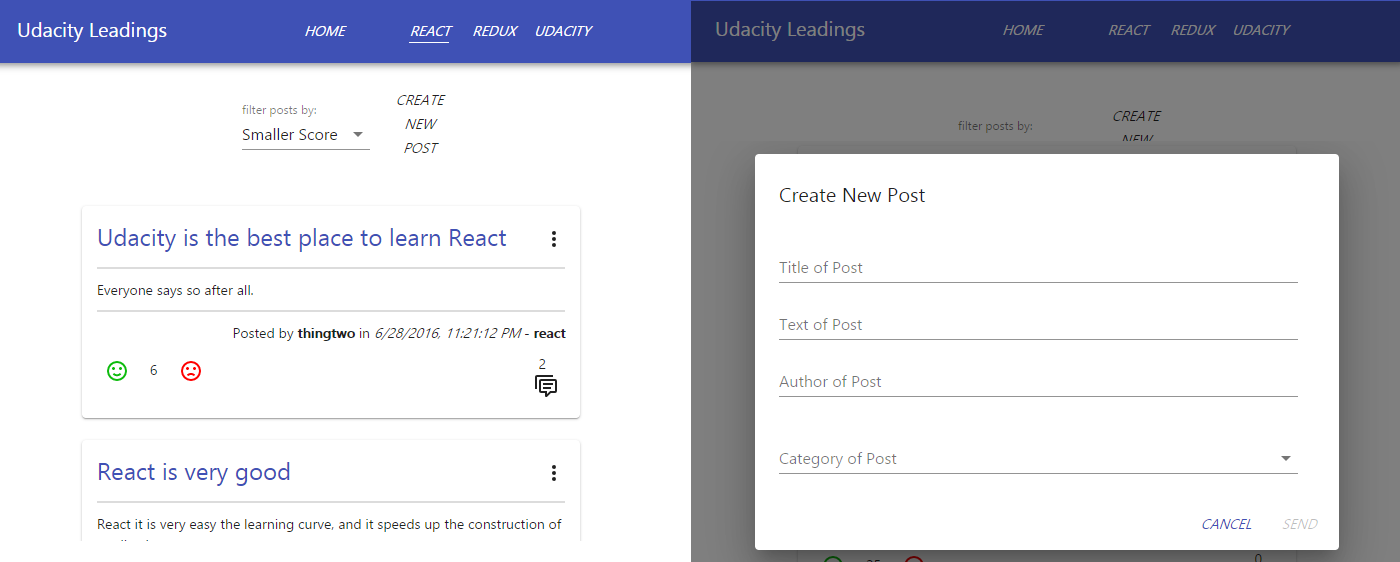 Udacity Leadings
HOME
REACT
REDUX
UDACITY
filter posts by:
Smaller Score
CREATE
NEW
POST
Udacity is the best place to learn React
Everyone says so after all.
Posted by thingtwo in 6/28/2016, 11:21:12 PM - react
6
2
React is very good
React it is very easy the learning curve, and it speeds up the construction of
Udacity Leadings
HOME
REACT
REDUX
UDACITY
filter posts by:
CREATE
NEW
Create New Post
Title of Post
Text of Post
Author of Post
Category of Post
CANCEL
SEND